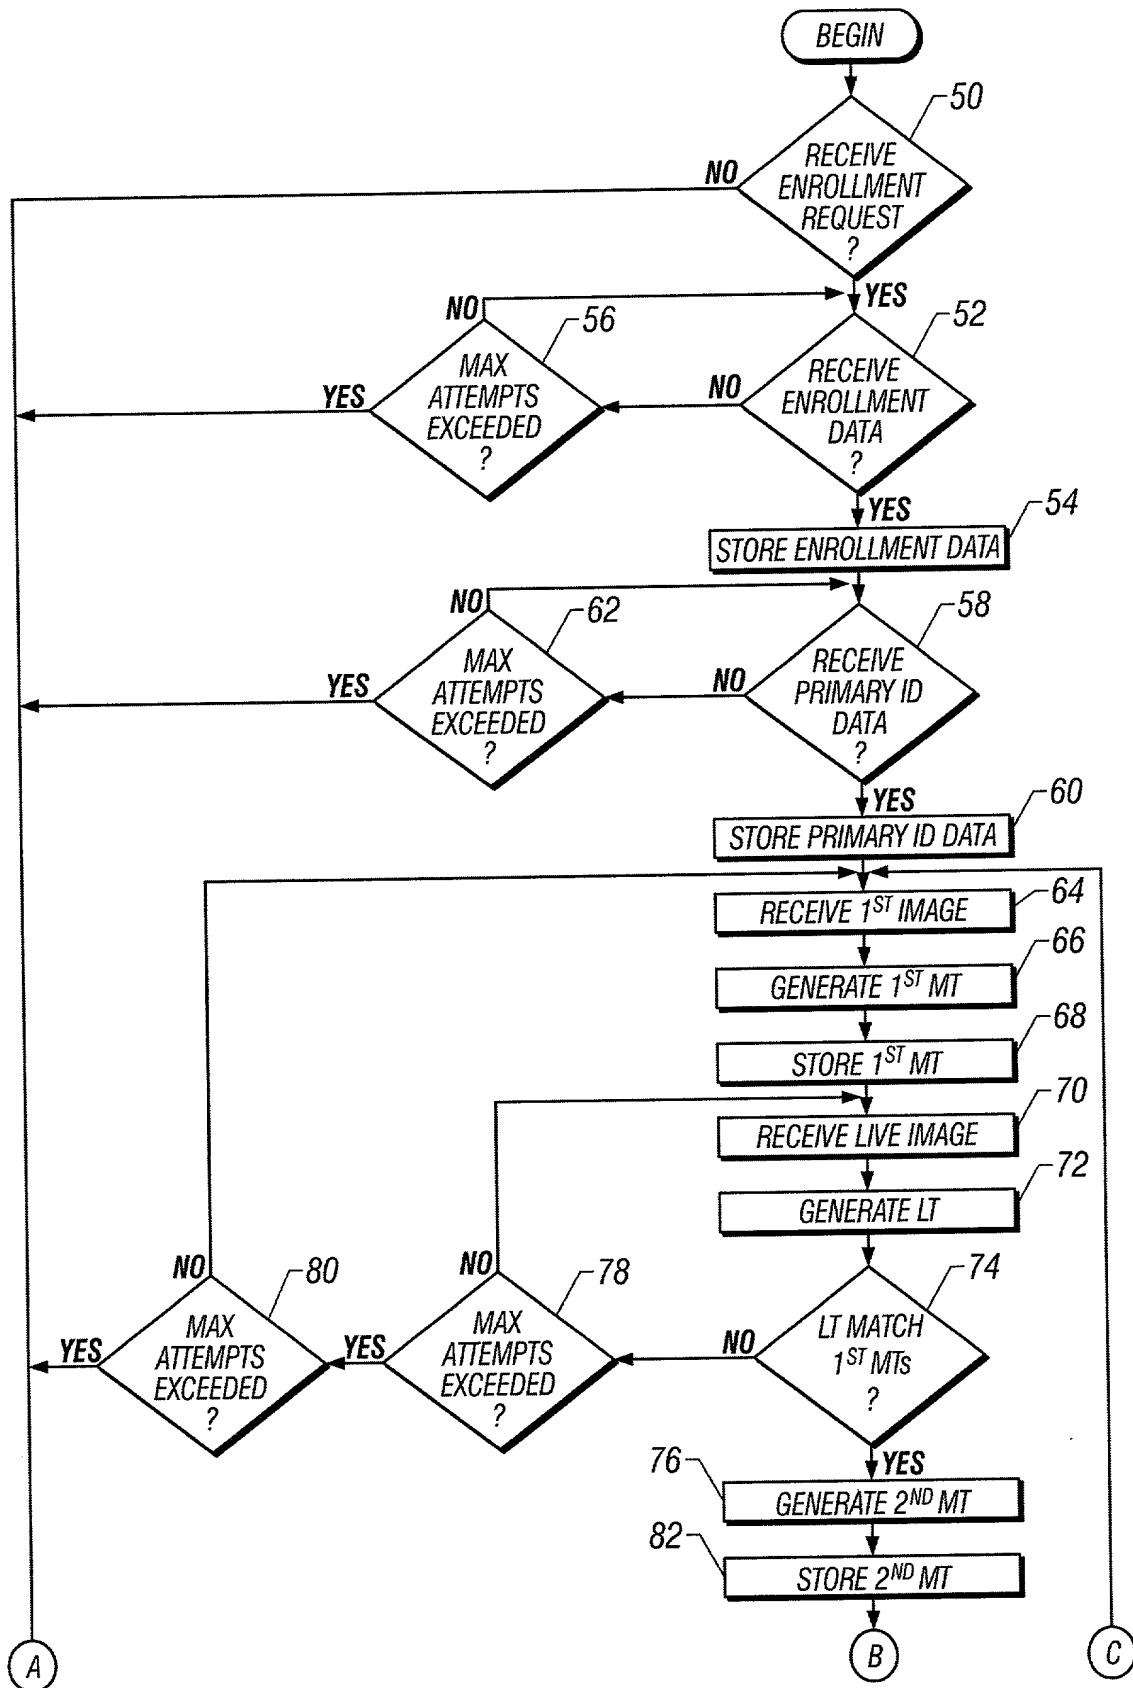 BEGIN
50
RECEIVE
ENROLLMENT
REQUEST
?
NO
YES
NO
56
52
MAX
ATTEMPTS
EXCEEDED
?
YES
NO
RECEIVE
ENROLLMENT
DATA
?
YES
54
STORE ENROLLMENT DATA
NO
62
58
MAX
ATTEMPTS
EXCEEDED
?
YES
NO
RECEIVE
PRIMARY ID
DATA
?
YES
60
STORE PRIMARY ID DATA
64
RECEIVE 1ST IMAGE
66
GENERATE 1ST MT
68
STORE 1ST MT
70
RECEIVE LIVE IMAGE
72
GENERATE LT
NO
80
NO
78
74
YES
MAX
ATTEMPTS
EXCEEDED
?
YES
MAX
ATTEMPTS
EXCEEDED
?
NO
LT MATCH
1ST MTs
?
YES
76
GENERATE 2ND MT
82
STORE 2ND MT
A
B
C